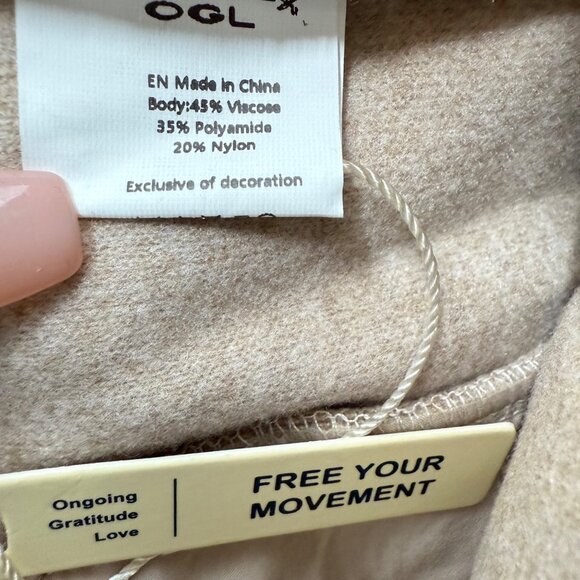 OGL
EN Made in China
Body:45% Viscose
35% Polyamide
20% Nylon
Exclusive of decoration
Ongoing
Gratitude
Love
FREE YOUR
MOVEMENT